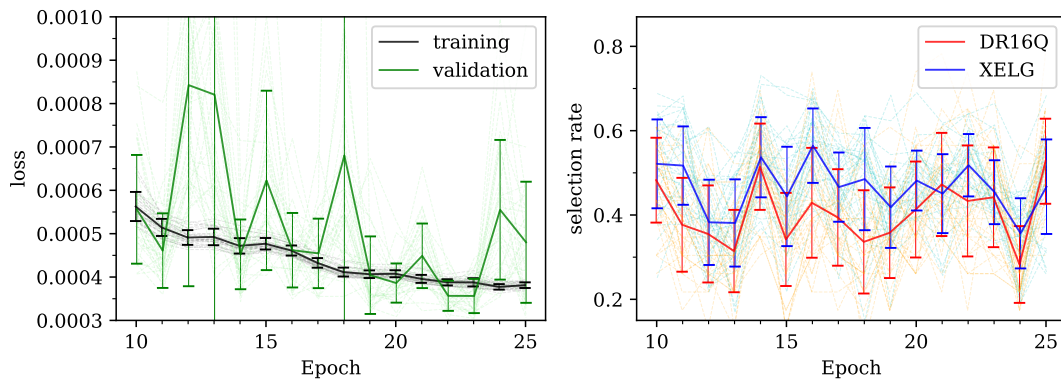 0.0010
0.0009
0.0008
0.0007
0.0006
0.0005
0.0004
0.0003
loss
10
15
20
25
Epoch
training
validation
0.8
0.6
0.4
0.2
selection rate
10
15
20
25
Epoch
DR16Q
XELG